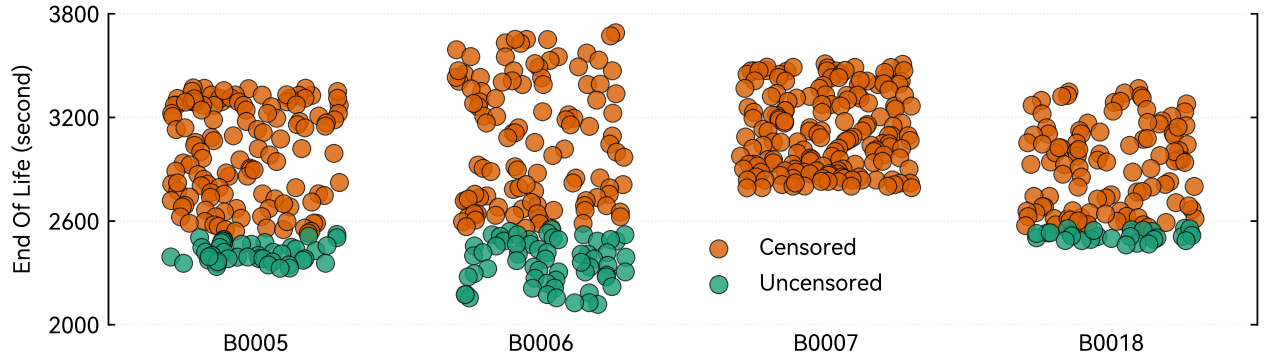 3800
3200
2600
2000
End Of Life (second)
Censored
Uncensored
B0005
B0006
B0007
B0018